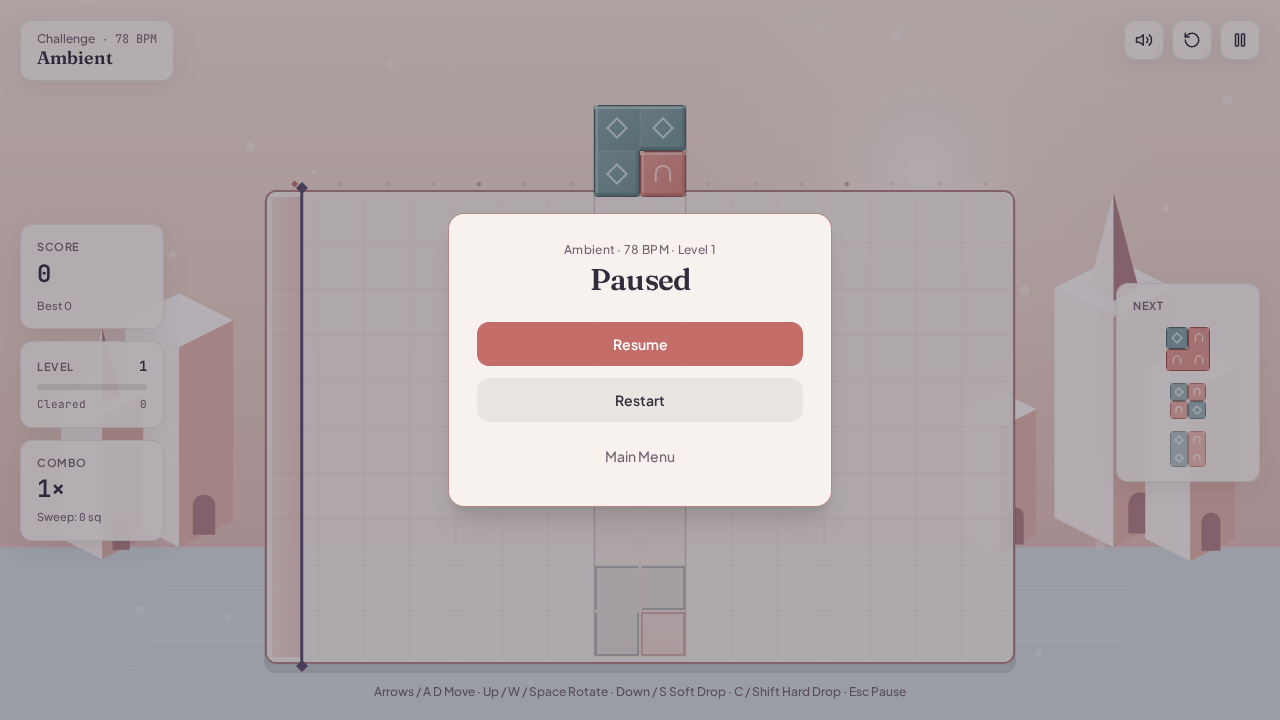 Challenge · 78 BPM
Ambient
SCORE
0
Best 0
LEVEL 1
Cleared 0
COMBO
1×
Sweep: 0 sq
Ambient · 78 BPM · Level 1
Paused
Resume
Restart
Main Menu
NEXT
Arrows / A D Move · Up / W / Space Rotate · Down / S Soft Drop · C / Shift Hard Drop · Esc Pause